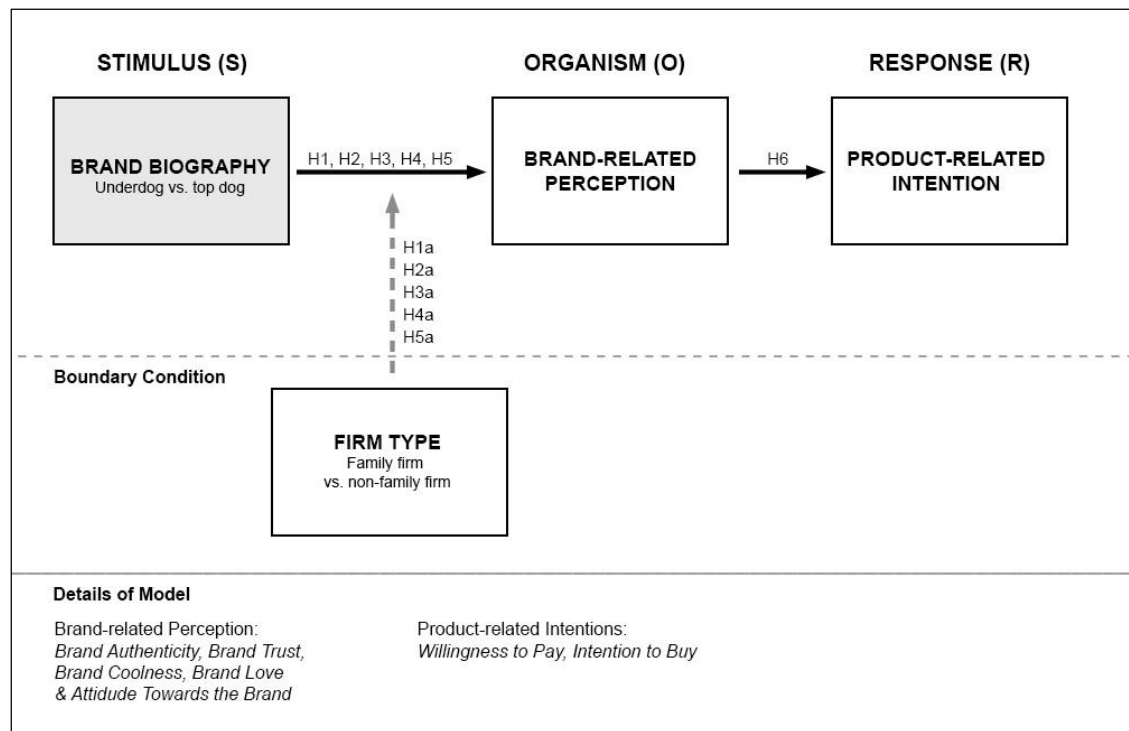 STIMULUS (S)
ORGANISM (O)
RESPONSE (R)
BRAND BIOGRAPHY
Underdog vs. top dog
H1, H2, H3, H4, H5
BRAND-RELATED
PERCEPTION
H6
PRODUCT-RELATED
INTENTION
H1a
H2a
H3a
H4a
H5a
Boundary Condition
FIRM TYPE
Family firm
vs. non-family firm
Details of Model
Brand-related Perception:
Brand Authenticity, Brand Trust,
Brand Coolness, Brand Love
& Attidude Towards the Brand
Product-related Intentions:
Willingness to Pay, Intention to Buy